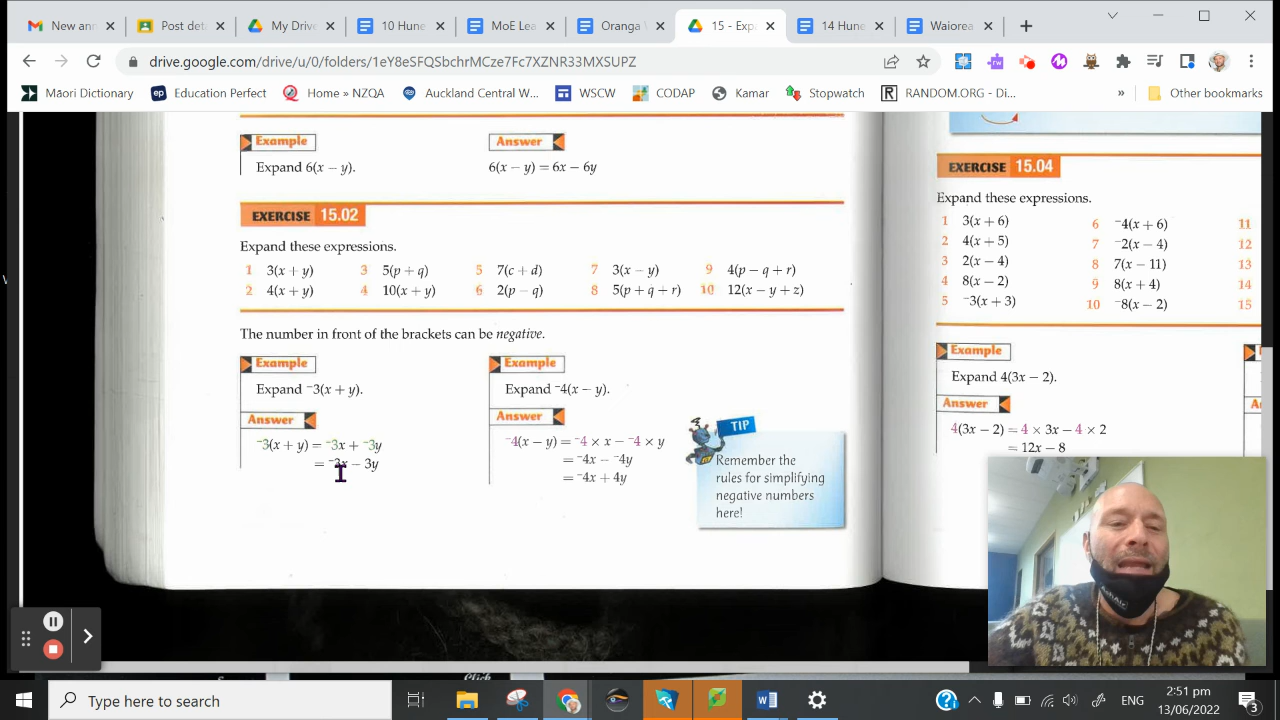 New ann
Post det
My Drive
10 Hune
MoE Lea
Oranga
15 - Exp
14 Hune
Waiorea
drive.google.com/drive/u/0/folders/1eY8eSFQSbchrMCze7Fc7XZNR33MXSUPZ
Māori Dictionary
Education Perfect
Home » NZQA
Auckland Central W...
WSCW
CODAP
Kamar
Stopwatch
RANDOM.ORG - Di...
»
Other bookmarks
Example
Answer
Expand 6(x − y).
6(x − y) = 6x − 6y
EXERCISE 15.02
Expand these expressions.
1 3(x + y)
3 5(p + q)
5 7(c + d)
7 3(x − y)
9 4(p − q + r)
2 4(x + y)
4 10(x + y)
6 2(p − q)
8 5(p + q + r)
10 12(x − y + z)
The number in front of the brackets can be negative.
Example
Expand ⁻3(x + y).
Answer
⁻3(x + y) = ⁻3x + ⁻3y
= ⁻3x − 3y
Example
Expand ⁻4(x − y).
Answer
⁻4(x − y) = ⁻4 × x − ⁻4 × y
= ⁻4x − ⁻4y
= ⁻4x + 4y
TIP
Remember the
rules for simplifying
negative numbers
here!
EXERCISE 15.04
Expand these expressions.
1 3(x + 6)
6 ⁻4(x + 6)
11
2 4(x + 5)
7 ⁻2(x − 4)
12
3 2(x − 4)
8 7(x − 11)
13
4 8(x − 2)
9 8(x + 4)
14
5 ⁻3(x + 3)
10 ⁻8(x − 2)
15
Example
Expand 4(3x − 2).
Answer
4(3x − 2) = 4 × 3x − 4 × 2
= 12x − 8
Click
Type here to search
ENG
2:51 pm
13/06/2022
3